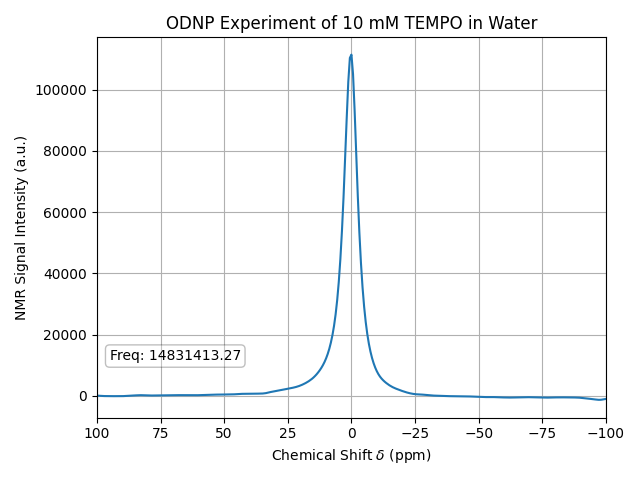 ODNP Experiment of 10 mM TEMPO in Water
NMR Signal Intensity (a.u.)
100000
80000
60000
40000
20000
0
Freq: 14831413.27
100 75 50 25 0 −25 −50 −75 −100
Chemical Shift δ (ppm)